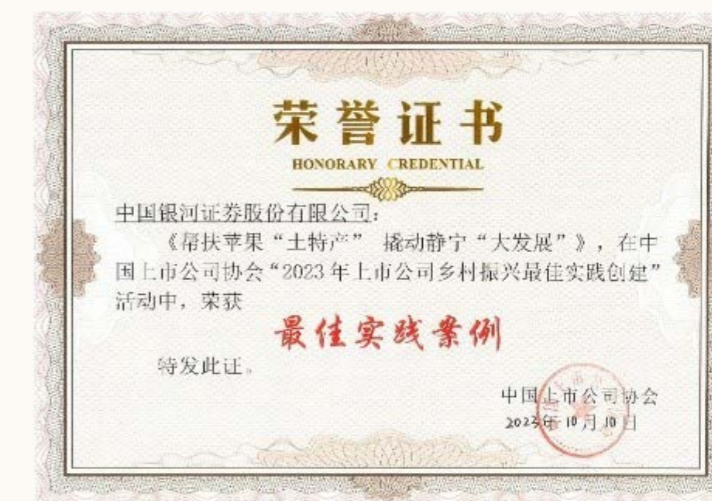 荣誉证书
HONORARY CREDENTIAL
中国银河证券股份有限公司：
《帮扶苹果“土特产” 撬动静宁“大发展”》，在中
国上市公司协会“2023年上市公司乡村振兴最佳实践创建”
活动中，荣获
最佳实践案例
特发此证。
中国上市公司协会
2023年10月10日